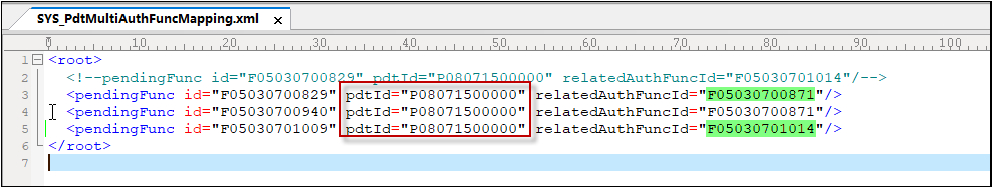 SYS_PdtMultiAuthFuncMapping.xml ×
0 10 20 30 40 50 60 70 80 90 100
1 <root>
2 <!--pendingFunc id="F05030700829" pdtId="P08071500000" relatedAuthFuncId="F05030701014"/-->
3 <pendingFunc id="F05030700829" pdtId="P08071500000" relatedAuthFuncId="F05030700871"/>
4 <pendingFunc id="F05030700940" pdtId="P08071500000" relatedAuthFuncId="F05030700871"/>
5 <pendingFunc id="F05030701009" pdtId="P08071500000" relatedAuthFuncId="F05030701014"/>
6 </root>
7